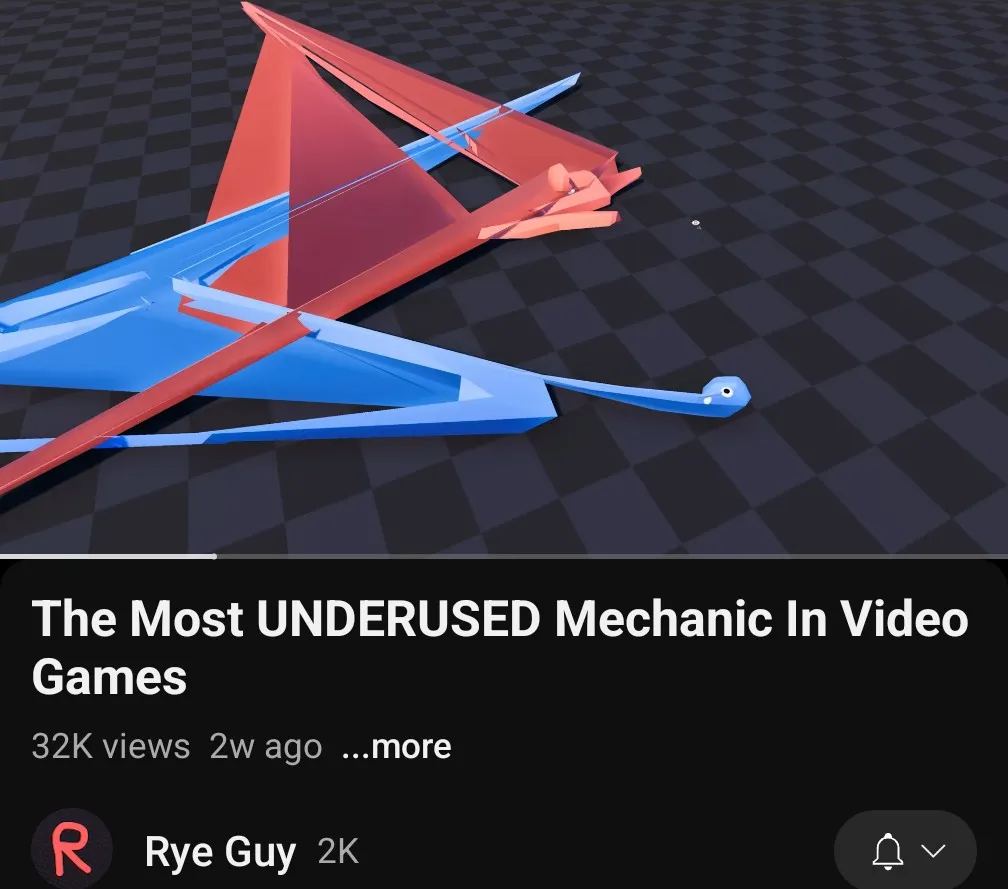 The Most UNDERUSED Mechanic In Video
Games
32K views 2w ago ...more
R
Rye Guy 2K